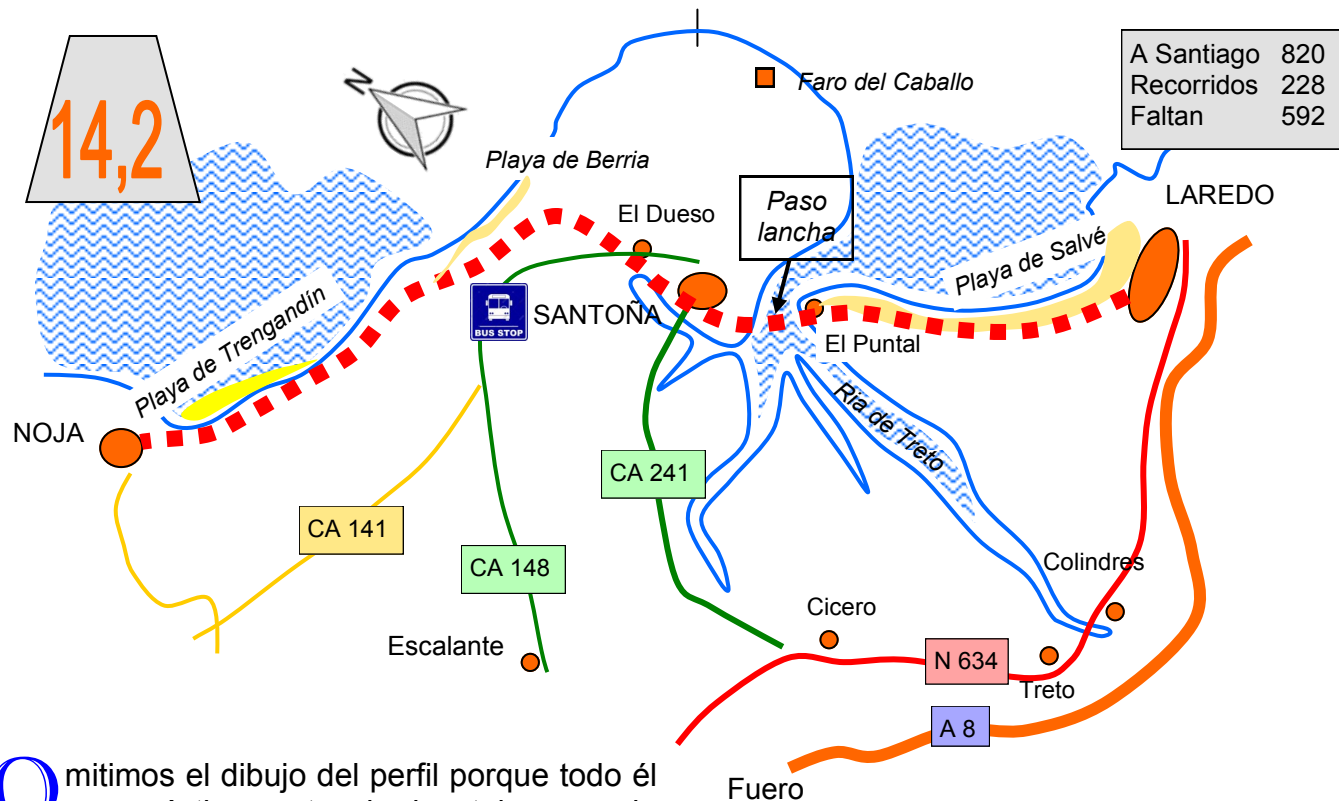 14,2
N
Faro del Caballo
A Santiago 820
Recorridos 228
Faltan 592
Playa de Berria
El Dueso
Paso
lancha
LAREDO
Playa de Salvé
Playa de Trengandín
BUS STOP
SANTOÑA
El Puntal
NOJA
Ria de Treto
CA 241
CA 141
CA 148
Colindres
Cicero
Escalante
N 634
Treto
A 8
Fuero
Omitimos el dibujo del perfil porque todo él